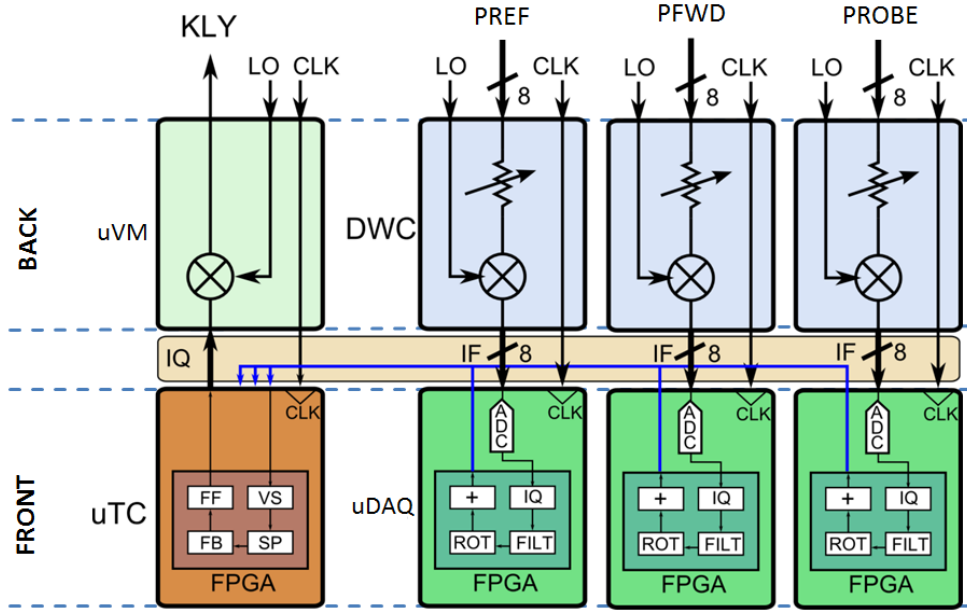 KLY
PREF
PFWD
PROBE
LO CLK
LO CLK
LO CLK
LO CLK
8
8
8
BACK
uVM
DWC
IQ
IF 8
IF 8
IF 8
FRONT
uTC
CLK
FF VS
FB SP
FPGA
uDAQ
CLK
ADC
+ IQ
ROT FILT
FPGA
CLK
ADC
+ IQ
ROT FILT
FPGA
CLK
ADC
+ IQ
ROT FILT
FPGA